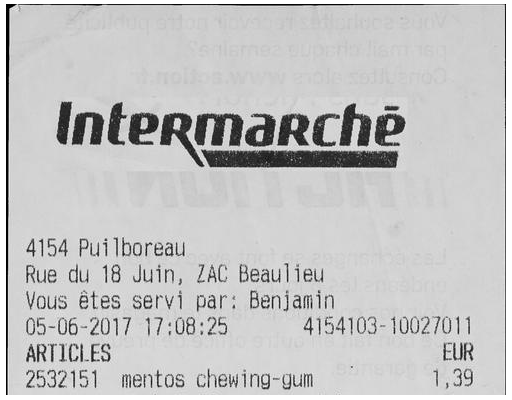 Intermarché
4154 Puilboreau
Rue du 18 Juin, ZAC Beaulieu
Vous êtes servi par: Benjamin
05-06-2017 17:08:25 4154103-10027011
ARTICLES EUR
2532151 mentos chewing-gum 1,39